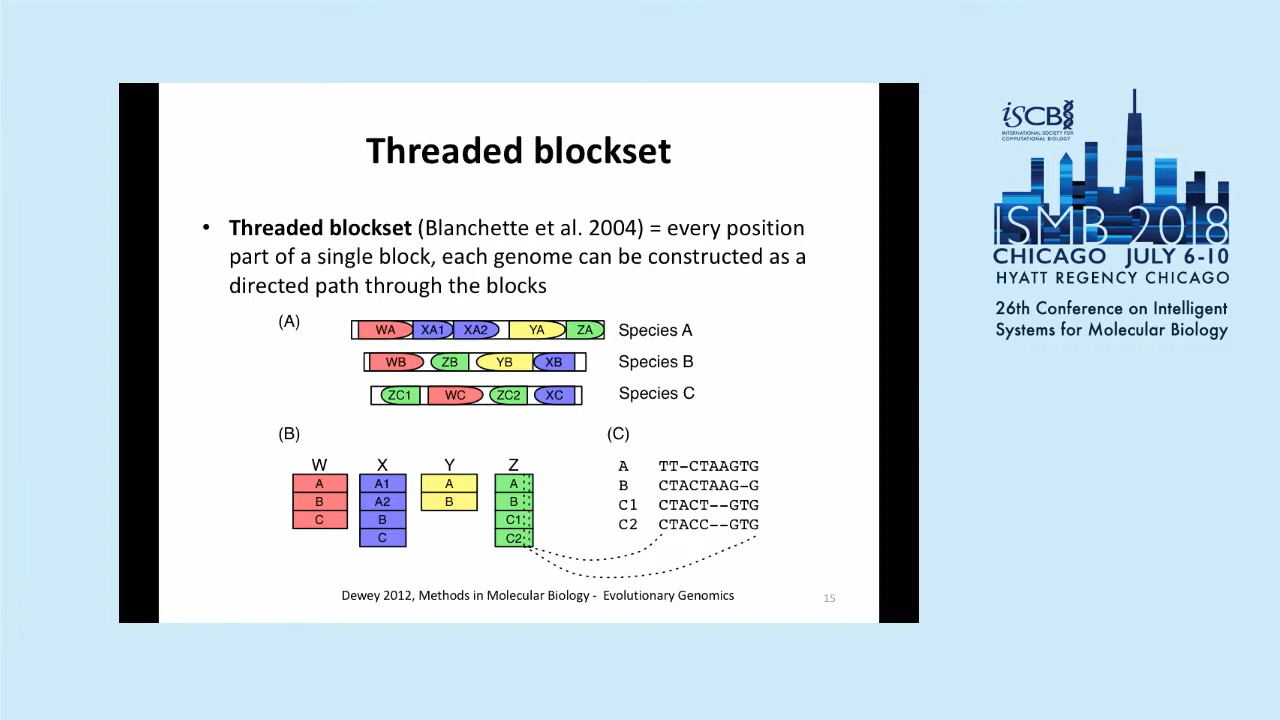 Threaded blockset
• Threaded blockset (Blanchette et al. 2004) = every position
part of a single block, each genome can be constructed as a
directed path through the blocks
(A)
WA XA1 XA2 YA ZA Species A
WB ZB YB XB Species B
ZC1 WC ZC2 XC Species C
(B) (C)
W X Y Z
A A1 A A A TT-CTAAGTG
B A2 B B B CTACTAAG-G
C B C1 C1 CTACT--GTG
C C2 C2 CTACC--GTG
Dewey 2012, Methods in Molecular Biology - Evolutionary Genomics
15
iSCB
INTERNATIONAL SOCIETY FOR
COMPUTATIONAL BIOLOGY
ISMB 2018
CHICAGO JULY 6-10
HYATT REGENCY CHICAGO
26th Conference on Intelligent
Systems for Molecular Biology